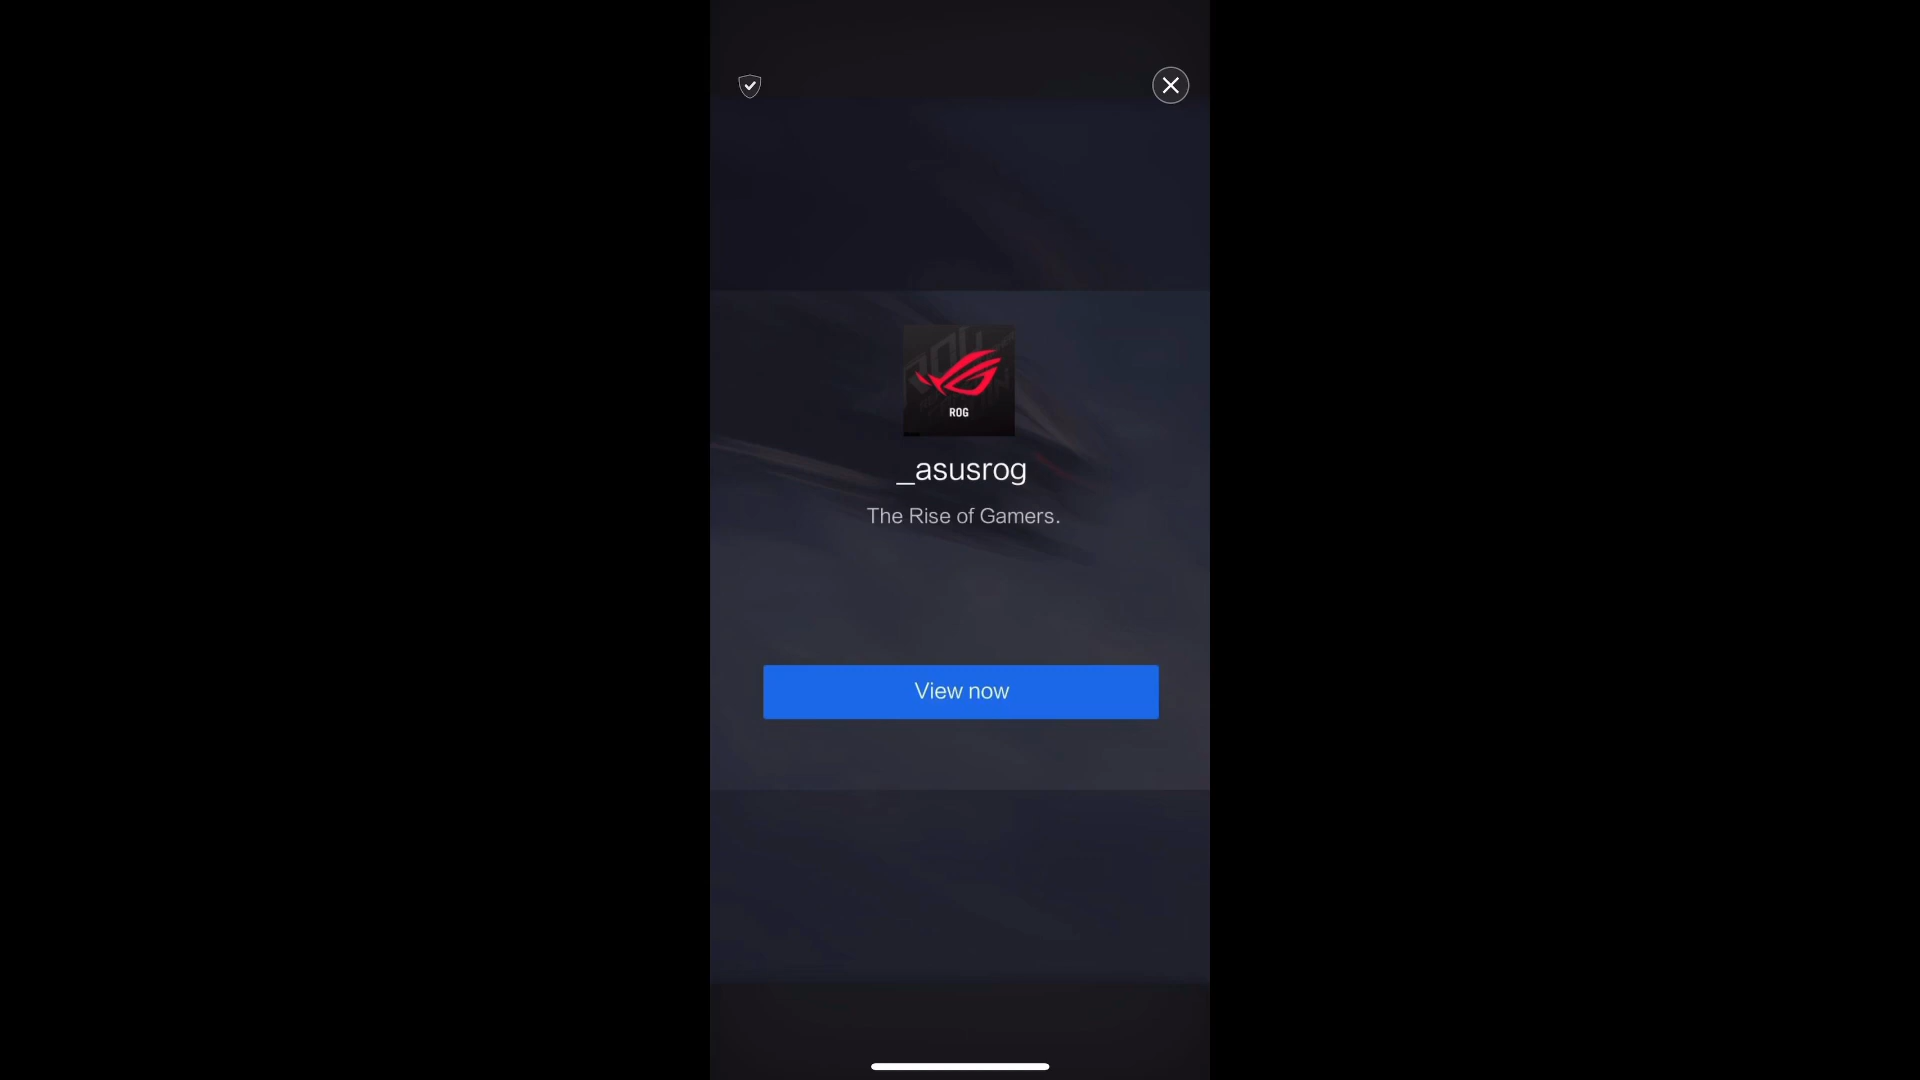 ROG
_asusrog
The Rise of Gamers.
View now